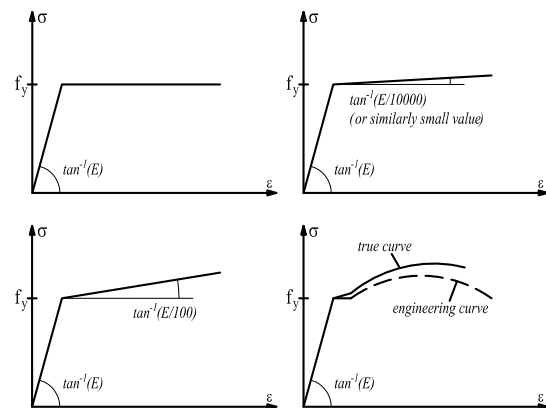 σ
f_y
tan⁻¹(E)
ε
σ
f_y
tan⁻¹(E/10000)
(or similarly small value)
tan⁻¹(E)
ε
σ
f_y
tan⁻¹(E/100)
tan⁻¹(E)
ε
σ
true curve
f_y
engineering curve
tan⁻¹(E)
ε